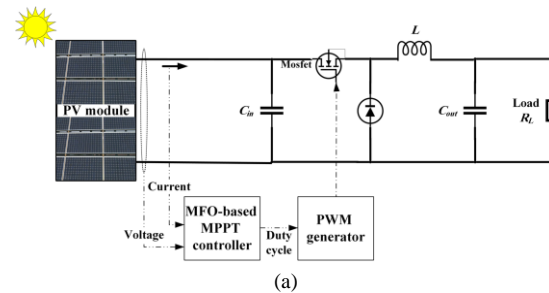 L
Mosfet
PV module
C_in
C_out
Load
R_L
Current
Voltage
MFO-based
MPPT
controller
Duty
cycle
PWM
generator
(a)